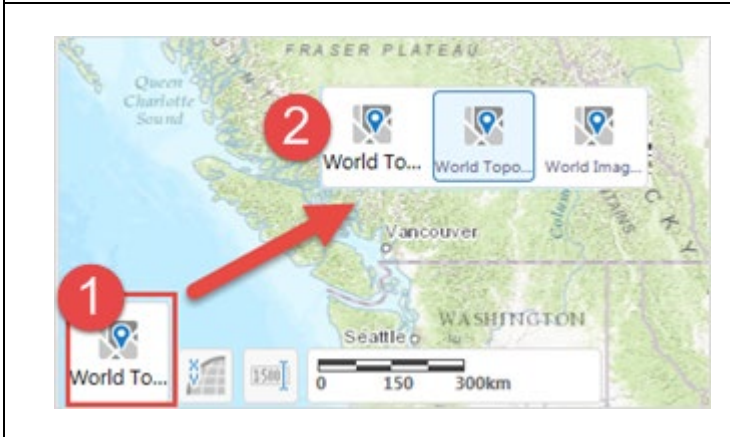 FRASER PLATEAU
Queen
Charlotte
Sound
2
World To...
World Topo...
World Imag...
Vancouver
1
WASHINGTON
Seattle
World To...
X
Y
1500
0 150 300km